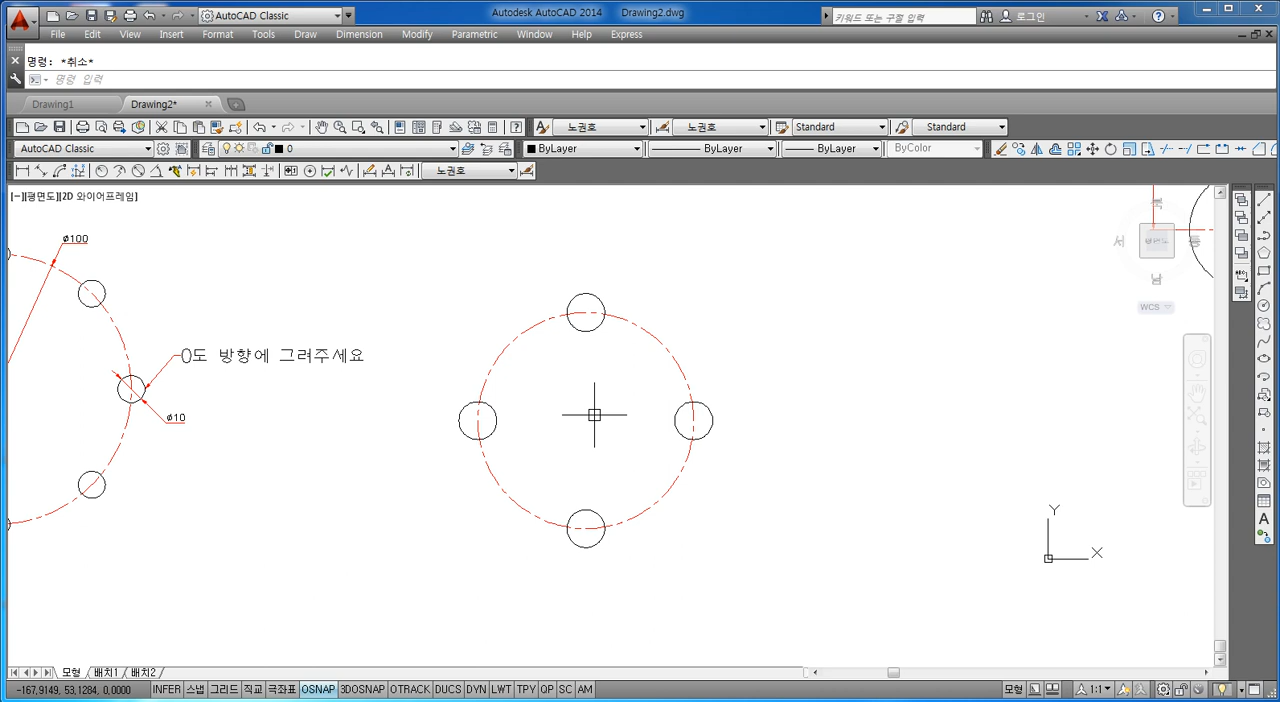 AutoCAD Classic
Autodesk AutoCAD 2014 Drawing2.dwg
키워드 또는 구절 입력
로그인
File Edit View Insert Format Tools Draw Dimension Modify Parametric Window Help Express
명령: *취소*
명령 입력
Drawing1 Drawing2*
노권호 노권호 Standard Standard
AutoCAD Classic 0 ByLayer ByLayer ByLayer ByColor
노권호
[-][평면도][2D 와이어프레임]
ø100
0도 방향에 그려주세요
ø10
북
서 평면도 동
남
WCS
Y
X
모형 배치1 배치2
-167,9149, 53,1284, 0,0000 INFER 스냅 그리드 직교 극좌표 OSNAP 3DOSNAP OTRACK DUCS DYN LWT TPY QP SC AM 모형 1:1